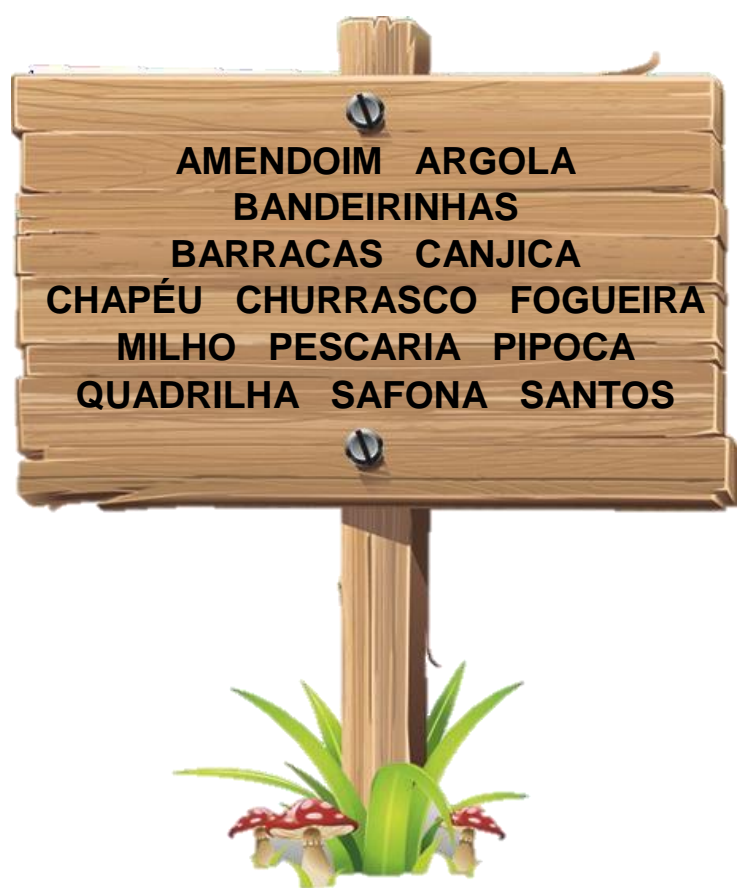 AMENDOIM ARGOLA
BANDEIRINHAS
BARRACAS CANJICA
CHAPÉU CHURRASCO FOGUEIRA
MILHO PESCARIA PIPOCA
QUADRILHA SAFONA SANTOS